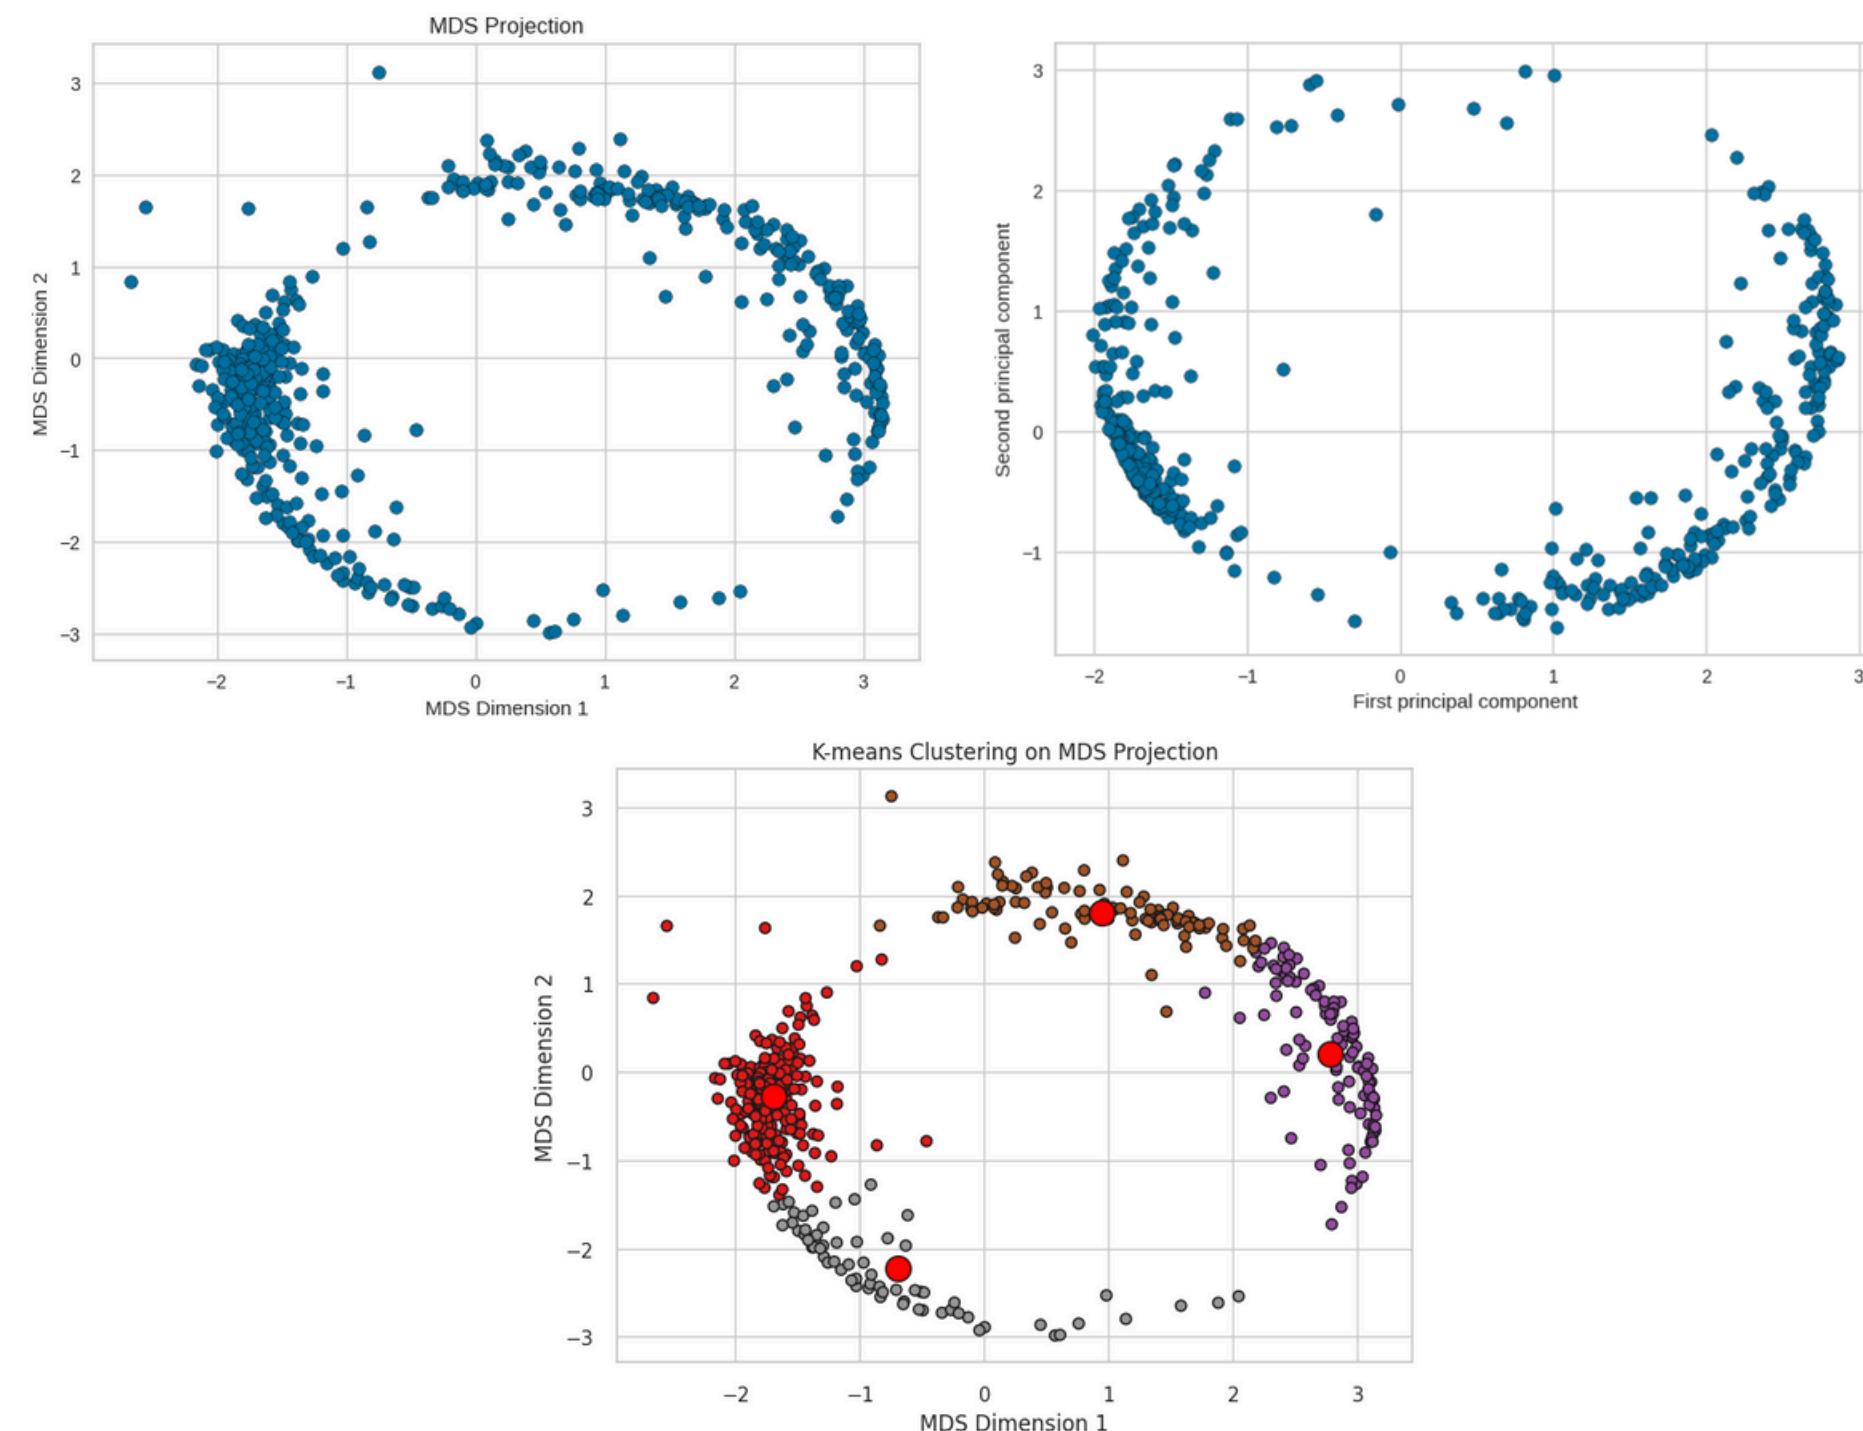 MDS Projection
3
2
1
0
−1
−2
−3
MDS Dimension 2
−2 −1 0 1 2 3
MDS Dimension 1
3
2
1
0
−1
Second principal component
−2 −1 0 1 2 3
First principal component
K-means Clustering on MDS Projection
3
2
1
0
−1
−2
−3
MDS Dimension 2
−2 −1 0 1 2 3
MDS Dimension 1